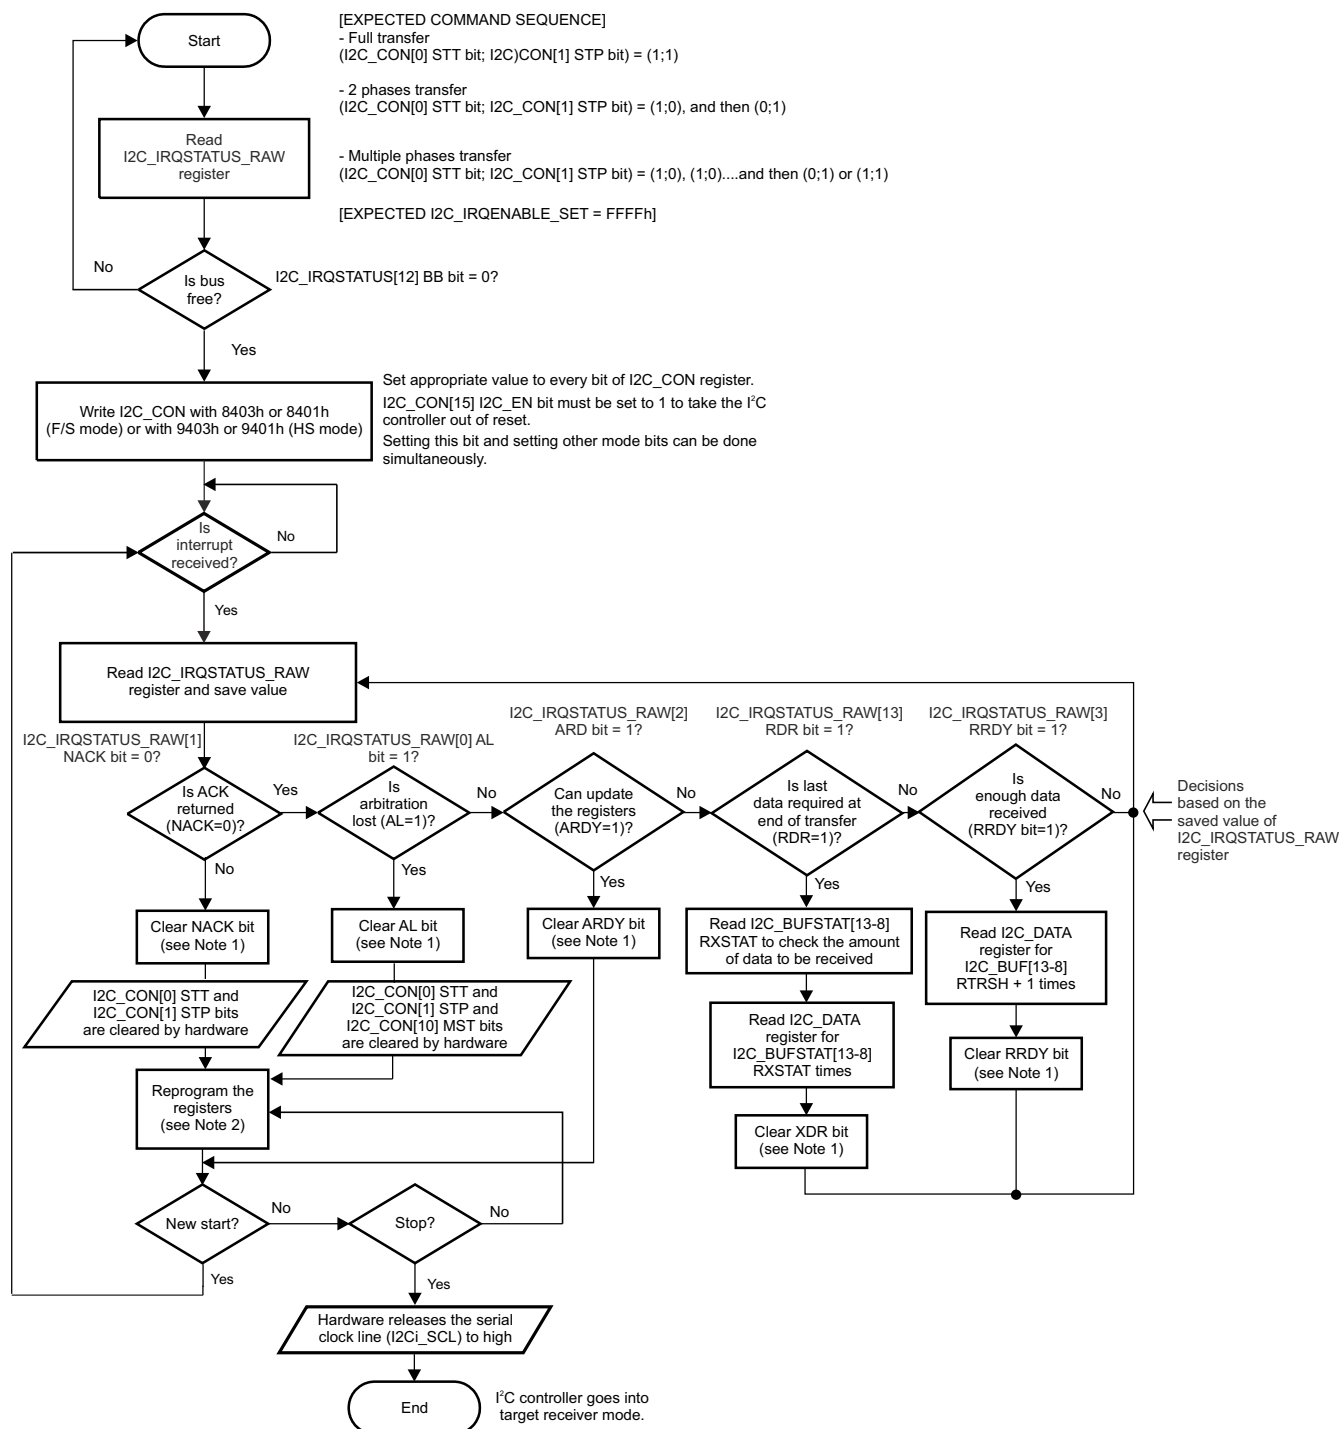 Start
[EXPECTED COMMAND SEQUENCE]
- Full transfer
(I2C_CON[0] STT bit; I2C)CON[1] STP bit) = (1;1)
- 2 phases transfer
(I2C_CON[0] STT bit; I2C_CON[1] STP bit) = (1;0), and then (0;1)
- Multiple phases transfer
(I2C_CON[0] STT bit; I2C_CON[1] STP bit) = (1;0), (1;0)....and then (0;1) or (1;1)
[EXPECTED I2C_IRQENABLE_SET = FFFFh]
Read
I2C_IRQSTATUS_RAW
register
No
Is bus
free?
I2C_IRQSTATUS[12] BB bit = 0?
Yes
Write I2C_CON with 8403h or 8401h
(F/S mode) or with 9403h or 9401h (HS mode)
Set appropriate value to every bit of I2C_CON register.
I2C_CON[15] I2C_EN bit must be set to 1 to take the I²C
controller out of reset.
Setting this bit and setting other mode bits can be done
simultaneously.
Is
interrupt
received?
No
Yes
Read I2C_IRQSTATUS_RAW
register and save value
I2C_IRQSTATUS_RAW[1]
NACK bit = 0?
I2C_IRQSTATUS_RAW[0] AL
bit = 1?
I2C_IRQSTATUS_RAW[2]
ARD bit = 1?
I2C_IRQSTATUS_RAW[13]
RDR bit = 1?
I2C_IRQSTATUS_RAW[3]
RRDY bit = 1?
Is ACK
returned
(NACK=0)?
Yes
Is
arbitration
lost (AL=1)?
No
Can update
the registers
(ARDY=1)?
No
Is last
data required at
end of transfer
(RDR=1)?
No
Is
enough data
received
(RRDY bit=1)?
No
Decisions
based on the
saved value of
I2C_IRQSTATUS_RAW
register
No
Yes
Yes
Yes
Yes
Clear NACK bit
(see Note 1)
Clear AL bit
(see Note 1)
Clear ARDY bit
(see Note 1)
Read I2C_BUFSTAT[13-8]
RXSTAT to check the amount
of data to be received
Read I2C_DATA
register for
I2C_BUF[13-8]
RTRSH + 1 times
I2C_CON[0] STT and
I2C_CON[1] STP bits
are cleared by hardware
I2C_CON[0] STT and
I2C_CON[1] STP and
I2C_CON[10] MST bits
are cleared by hardware
Read I2C_DATA
register for
I2C_BUFSTAT[13-8]
RXSTAT times
Clear RRDY bit
(see Note 1)
Reprogram the
registers
(see Note 2)
Clear XDR bit
(see Note 1)
New start?
No
Stop?
No
Yes
Yes
Hardware releases the serial
clock line (I2Ci_SCL) to high
End
I²C controller goes into
target receiver mode.